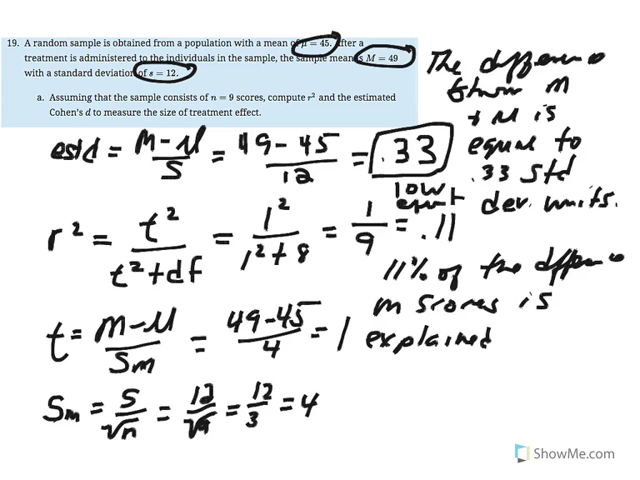 19. A random sample is obtained from a population with a mean of μ = 45. After a
treatment is administered to the individuals in the sample, the sample mean is M = 49
with a standard deviation of s = 12.
a. Assuming that the sample consists of n = 9 scores, compute r² and the estimated
Cohen's d to measure the size of treatment effect.
est d = M - μ / s = 49 - 45 / 12 = .33
low
The difference
between M
+ μ is
equal to
.33 std
dev. units.
r² = t² / t² + df = 1² / 1² + 8 = 1 / 9 = .11
11% of the difference
in scores is
explained
t = M - μ / sm = 49 - 45 / 4 = 1
sm = s / √n = 12 / √9 = 12 / 3 = 4
ShowMe.com